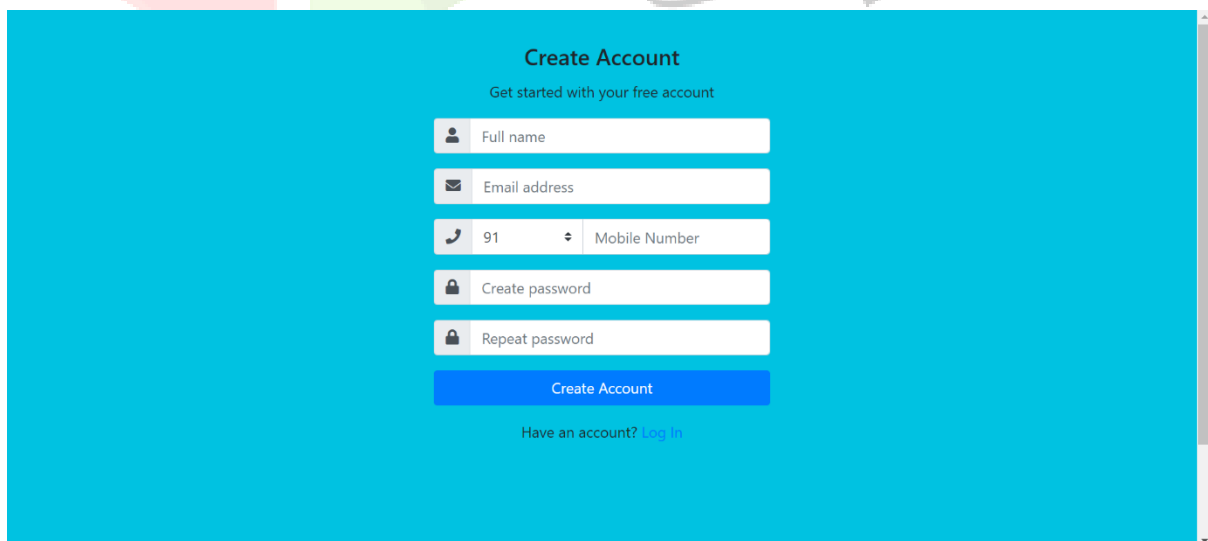 Create Account
Get started with your free account
Full name
Email address
91 Mobile Number
Create password
Repeat password
Create Account
Have an account? Log In